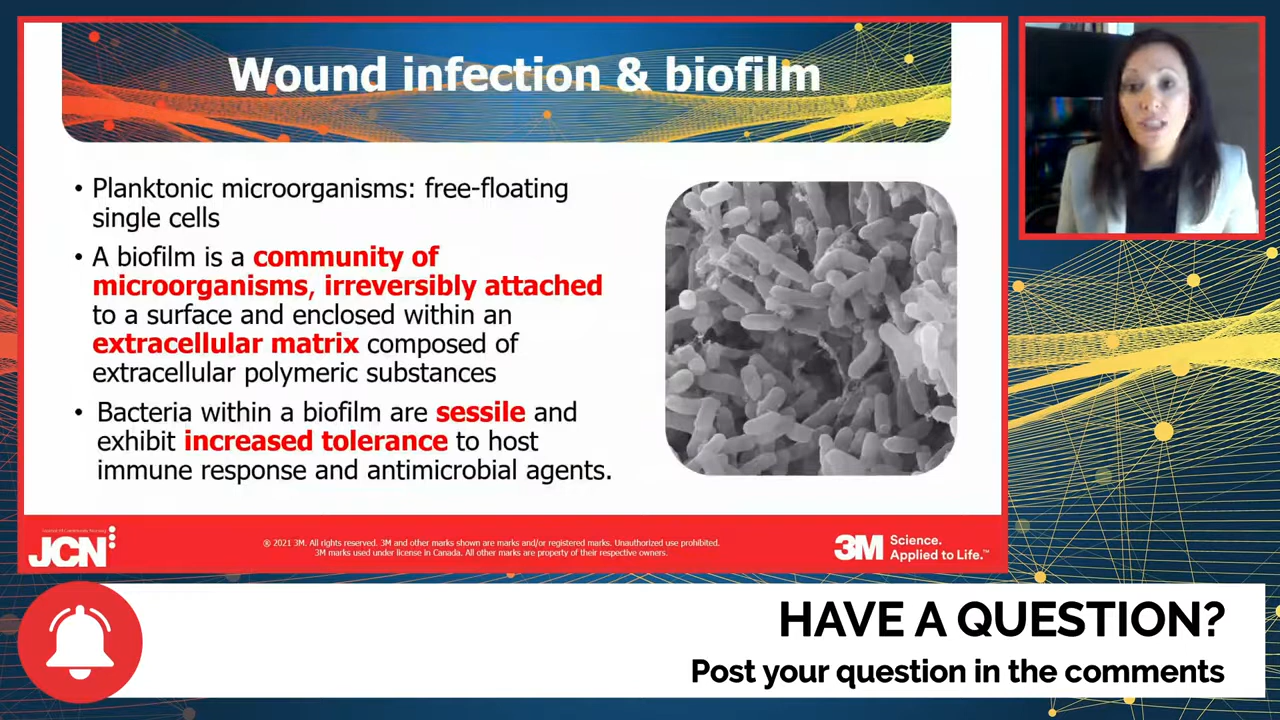 Wound infection & biofilm
• Planktonic microorganisms: free-floating
single cells
• A biofilm is a community of
microorganisms, irreversibly attached
to a surface and enclosed within an
extracellular matrix composed of
extracellular polymeric substances
• Bacteria within a biofilm are sessile and
exhibit increased tolerance to host
immune response and antimicrobial agents.
Journal of Community Nursing
JCN
® 2021 3M. All rights reserved. 3M and other marks shown are marks and/or registered marks. Unauthorized use prohibited.
3M marks used under license in Canada. All other marks are property of their respective owners.
3M Science.
Applied to Life.™
HAVE A QUESTION?
Post your question in the comments